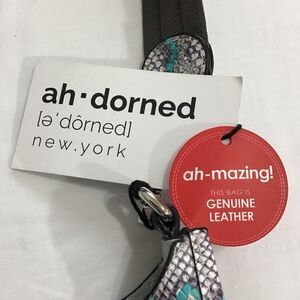 ah·dorned
[ə'dôrned]
new.york
ah-mazing!
THIS BAG IS
GENUINE
LEATHER